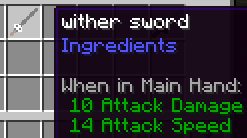 wither sword
Ingredients
When in Main Hand:
10 Attack Damage
14 Attack Speed